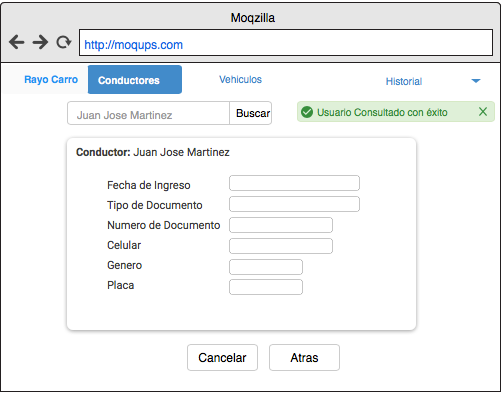 Moqzilla
http://moqups.com
Rayo Carro Conductores Vehiculos Historial
Juan Jose Martinez Buscar Usuario Consultado con éxito
Conductor: Juan Jose Martinez
Fecha de Ingreso
Tipo de Documento
Numero de Documento
Celular
Genero
Placa
Cancelar Atras